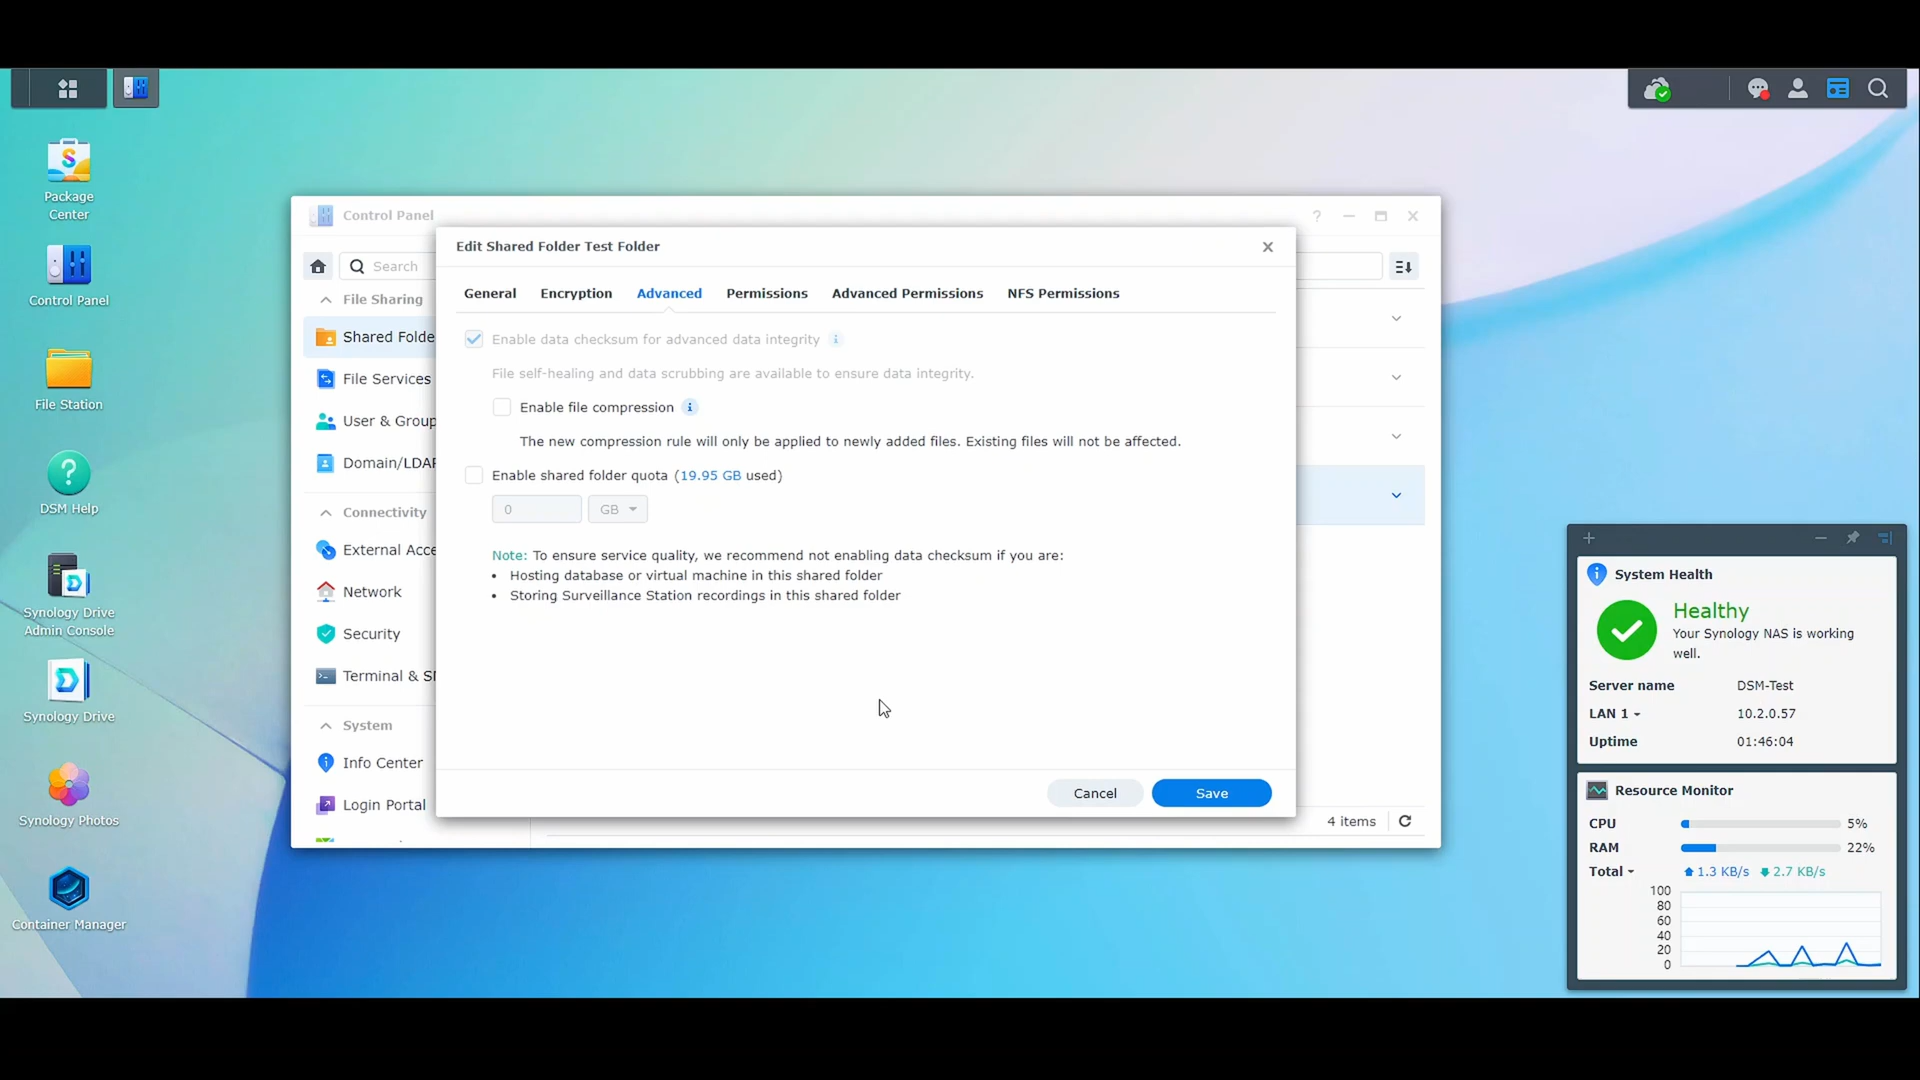 Package
Center
Control Panel
File Station
DSM Help
Synology Drive
Admin Console
Synology Drive
Synology Photos
Container Manager
Control Panel
Search
File Sharing
Shared Folde
File Services
User & Group
Domain/LDAP
Connectivity
External Acce
Network
Security
Terminal & SN
System
Info Center
Login Portal
4 items
Edit Shared Folder Test Folder
General Encryption Advanced Permissions Advanced Permissions NFS Permissions
Enable data checksum for advanced data integrity
File self-healing and data scrubbing are available to ensure data integrity.
Enable file compression
The new compression rule will only be applied to newly added files. Existing files will not be affected.
Enable shared folder quota (19.95 GB used)
0 GB
Note: To ensure service quality, we recommend not enabling data checksum if you are:
• Hosting database or virtual machine in this shared folder
• Storing Surveillance Station recordings in this shared folder
Cancel Save
System Health
Healthy
Your Synology NAS is working
well.
Server name DSM-Test
LAN 1 10.2.0.57
Uptime 01:46:04
Resource Monitor
CPU 5%
RAM 22%
Total 1.3 KB/s 2.7 KB/s
100
80
60
40
20
0